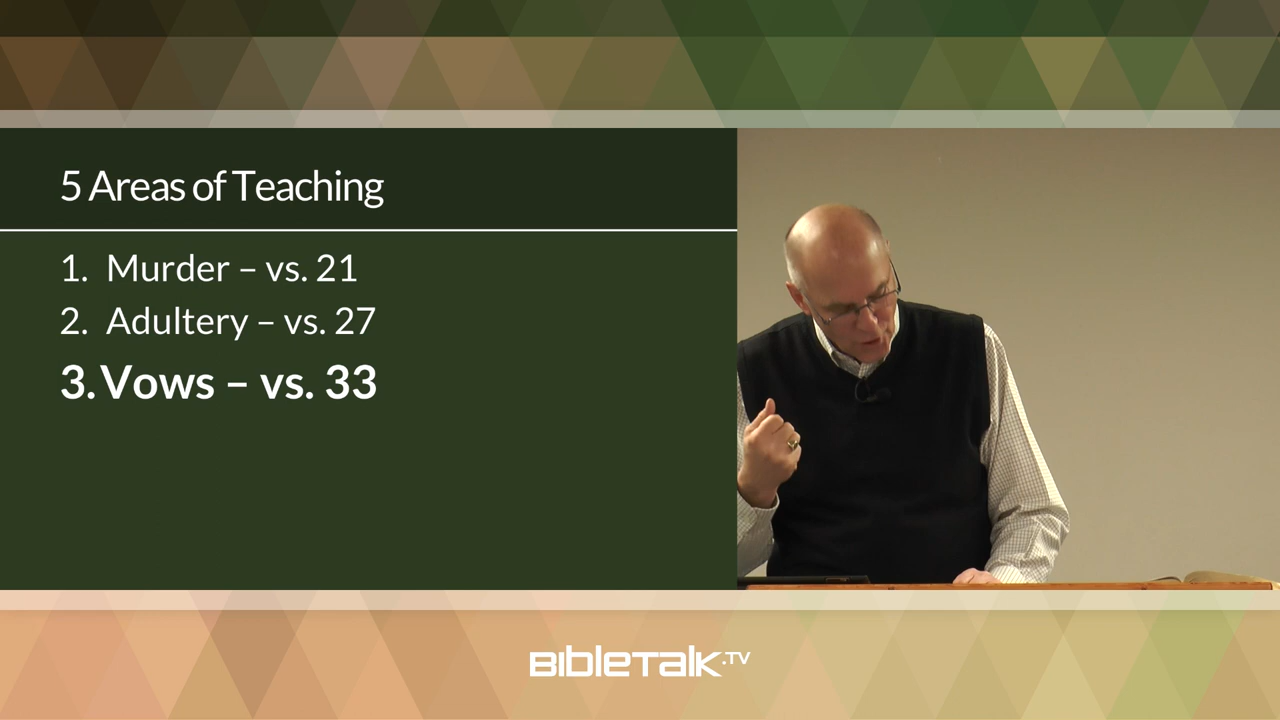 5 Areas of Teaching
1. Murder – vs. 21
2. Adultery – vs. 27
3. Vows – vs. 33
BIBLETALK.TV